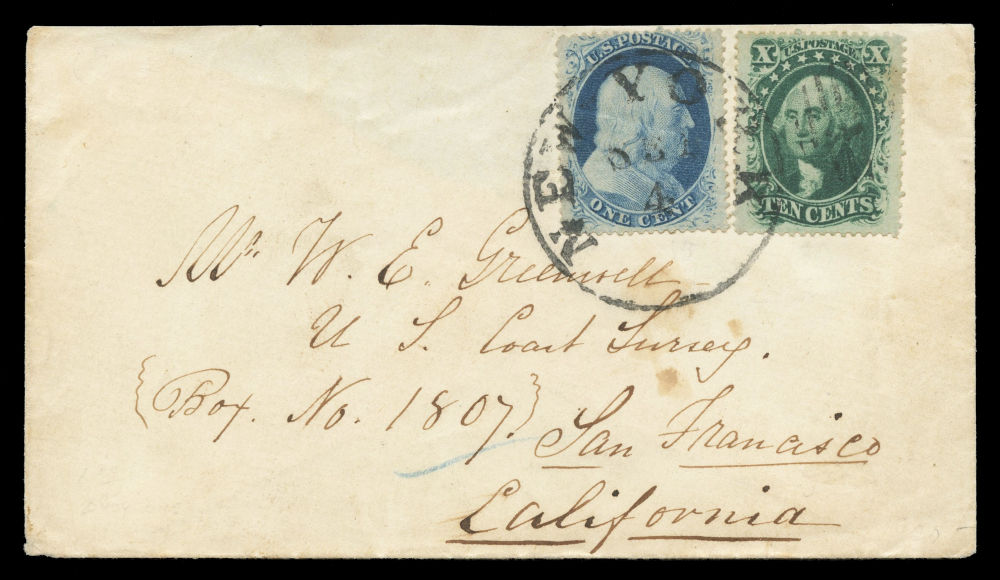 U.S. POSTAGE
ONE CENT
X U.S. POSTAGE X
TEN CENTS
NEW YORK
DEC
4
Mr. W. E. Greenwell
U S. Coast Survey.
{Box. No. 1807.} San Francisco
California